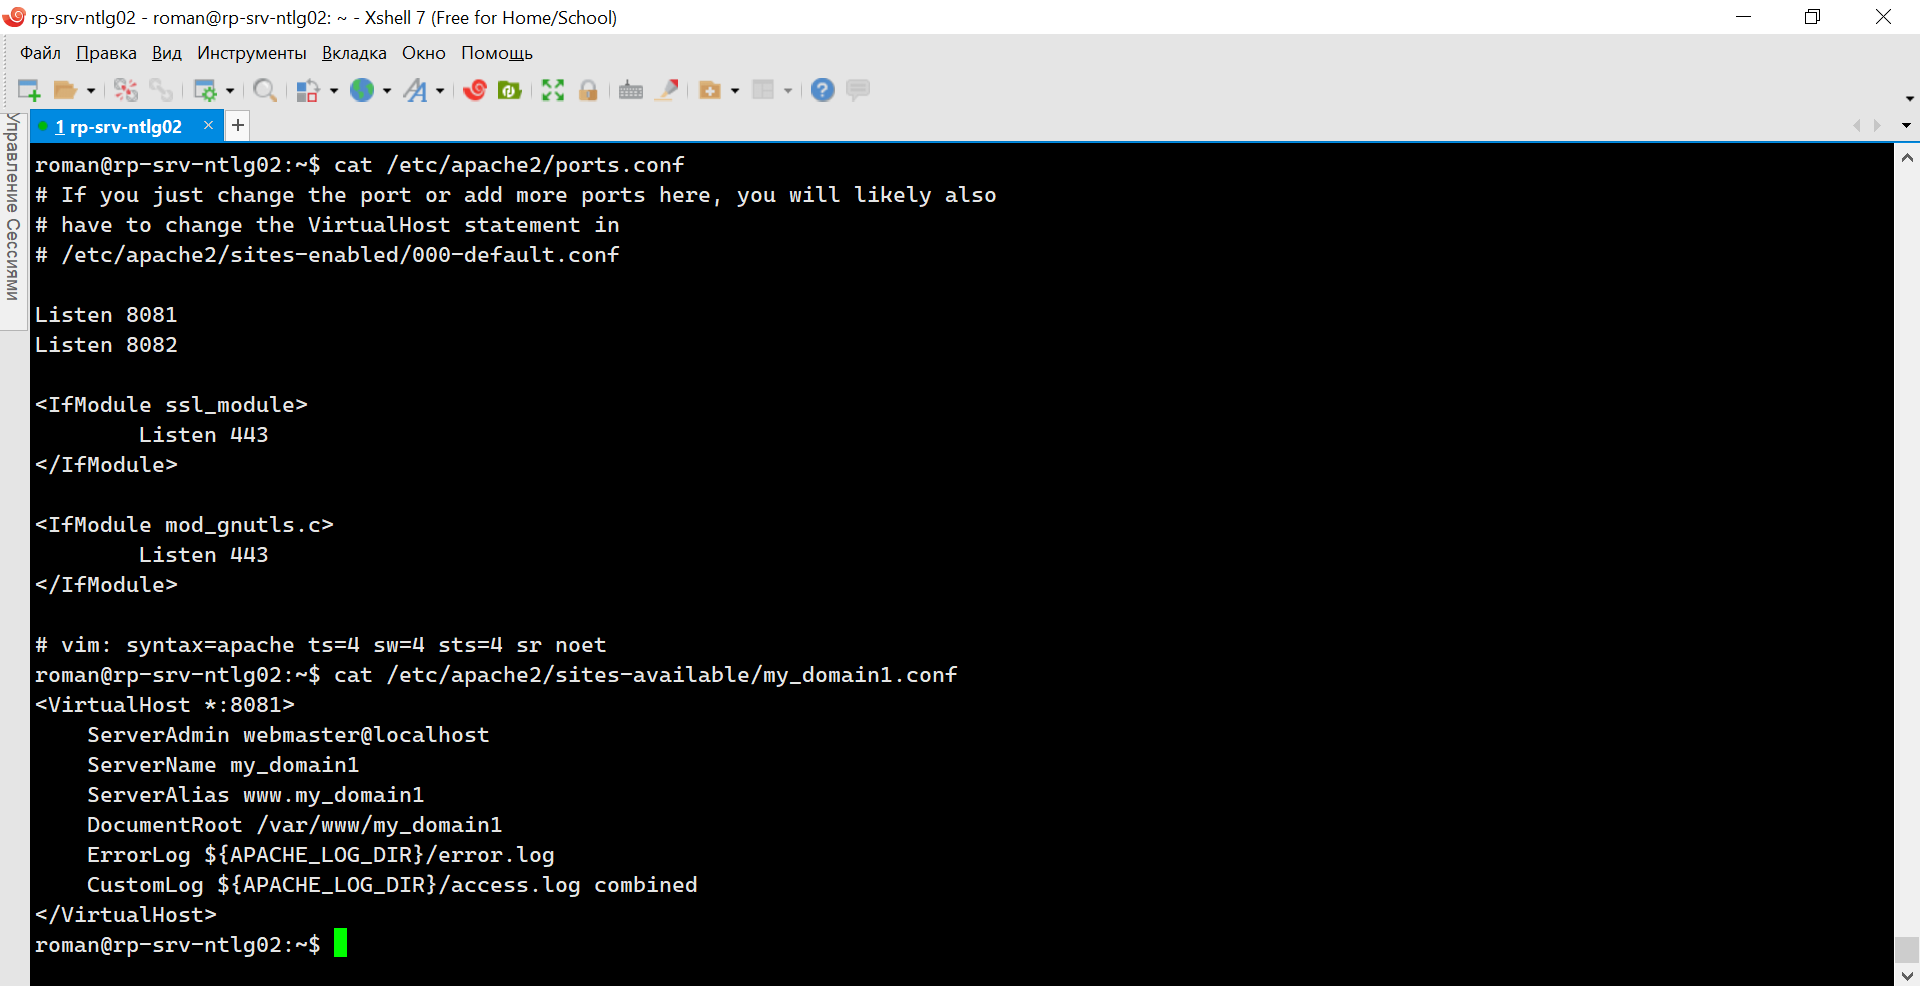 rp-srv-ntlg02 - roman@rp-srv-ntlg02: ~ - Xshell 7 (Free for Home/School)
Файл Правка Вид Инструменты Вкладка Окно Помощь
1 rp-srv-ntlg02 × +
Управление Сессиями
roman@rp-srv-ntlg02:~$ cat /etc/apache2/ports.conf
# If you just change the port or add more ports here, you will likely also
# have to change the VirtualHost statement in
# /etc/apache2/sites-enabled/000-default.conf
Listen 8081
Listen 8082
<IfModule ssl_module>
        Listen 443
</IfModule>
<IfModule mod_gnutls.c>
        Listen 443
</IfModule>
# vim: syntax=apache ts=4 sw=4 sts=4 sr noet
roman@rp-srv-ntlg02:~$ cat /etc/apache2/sites-available/my_domain1.conf
<VirtualHost *:8081>
    ServerAdmin webmaster@localhost
    ServerName my_domain1
    ServerAlias www.my_domain1
    DocumentRoot /var/www/my_domain1
    ErrorLog ${APACHE_LOG_DIR}/error.log
    CustomLog ${APACHE_LOG_DIR}/access.log combined
</VirtualHost>
roman@rp-srv-ntlg02:~$